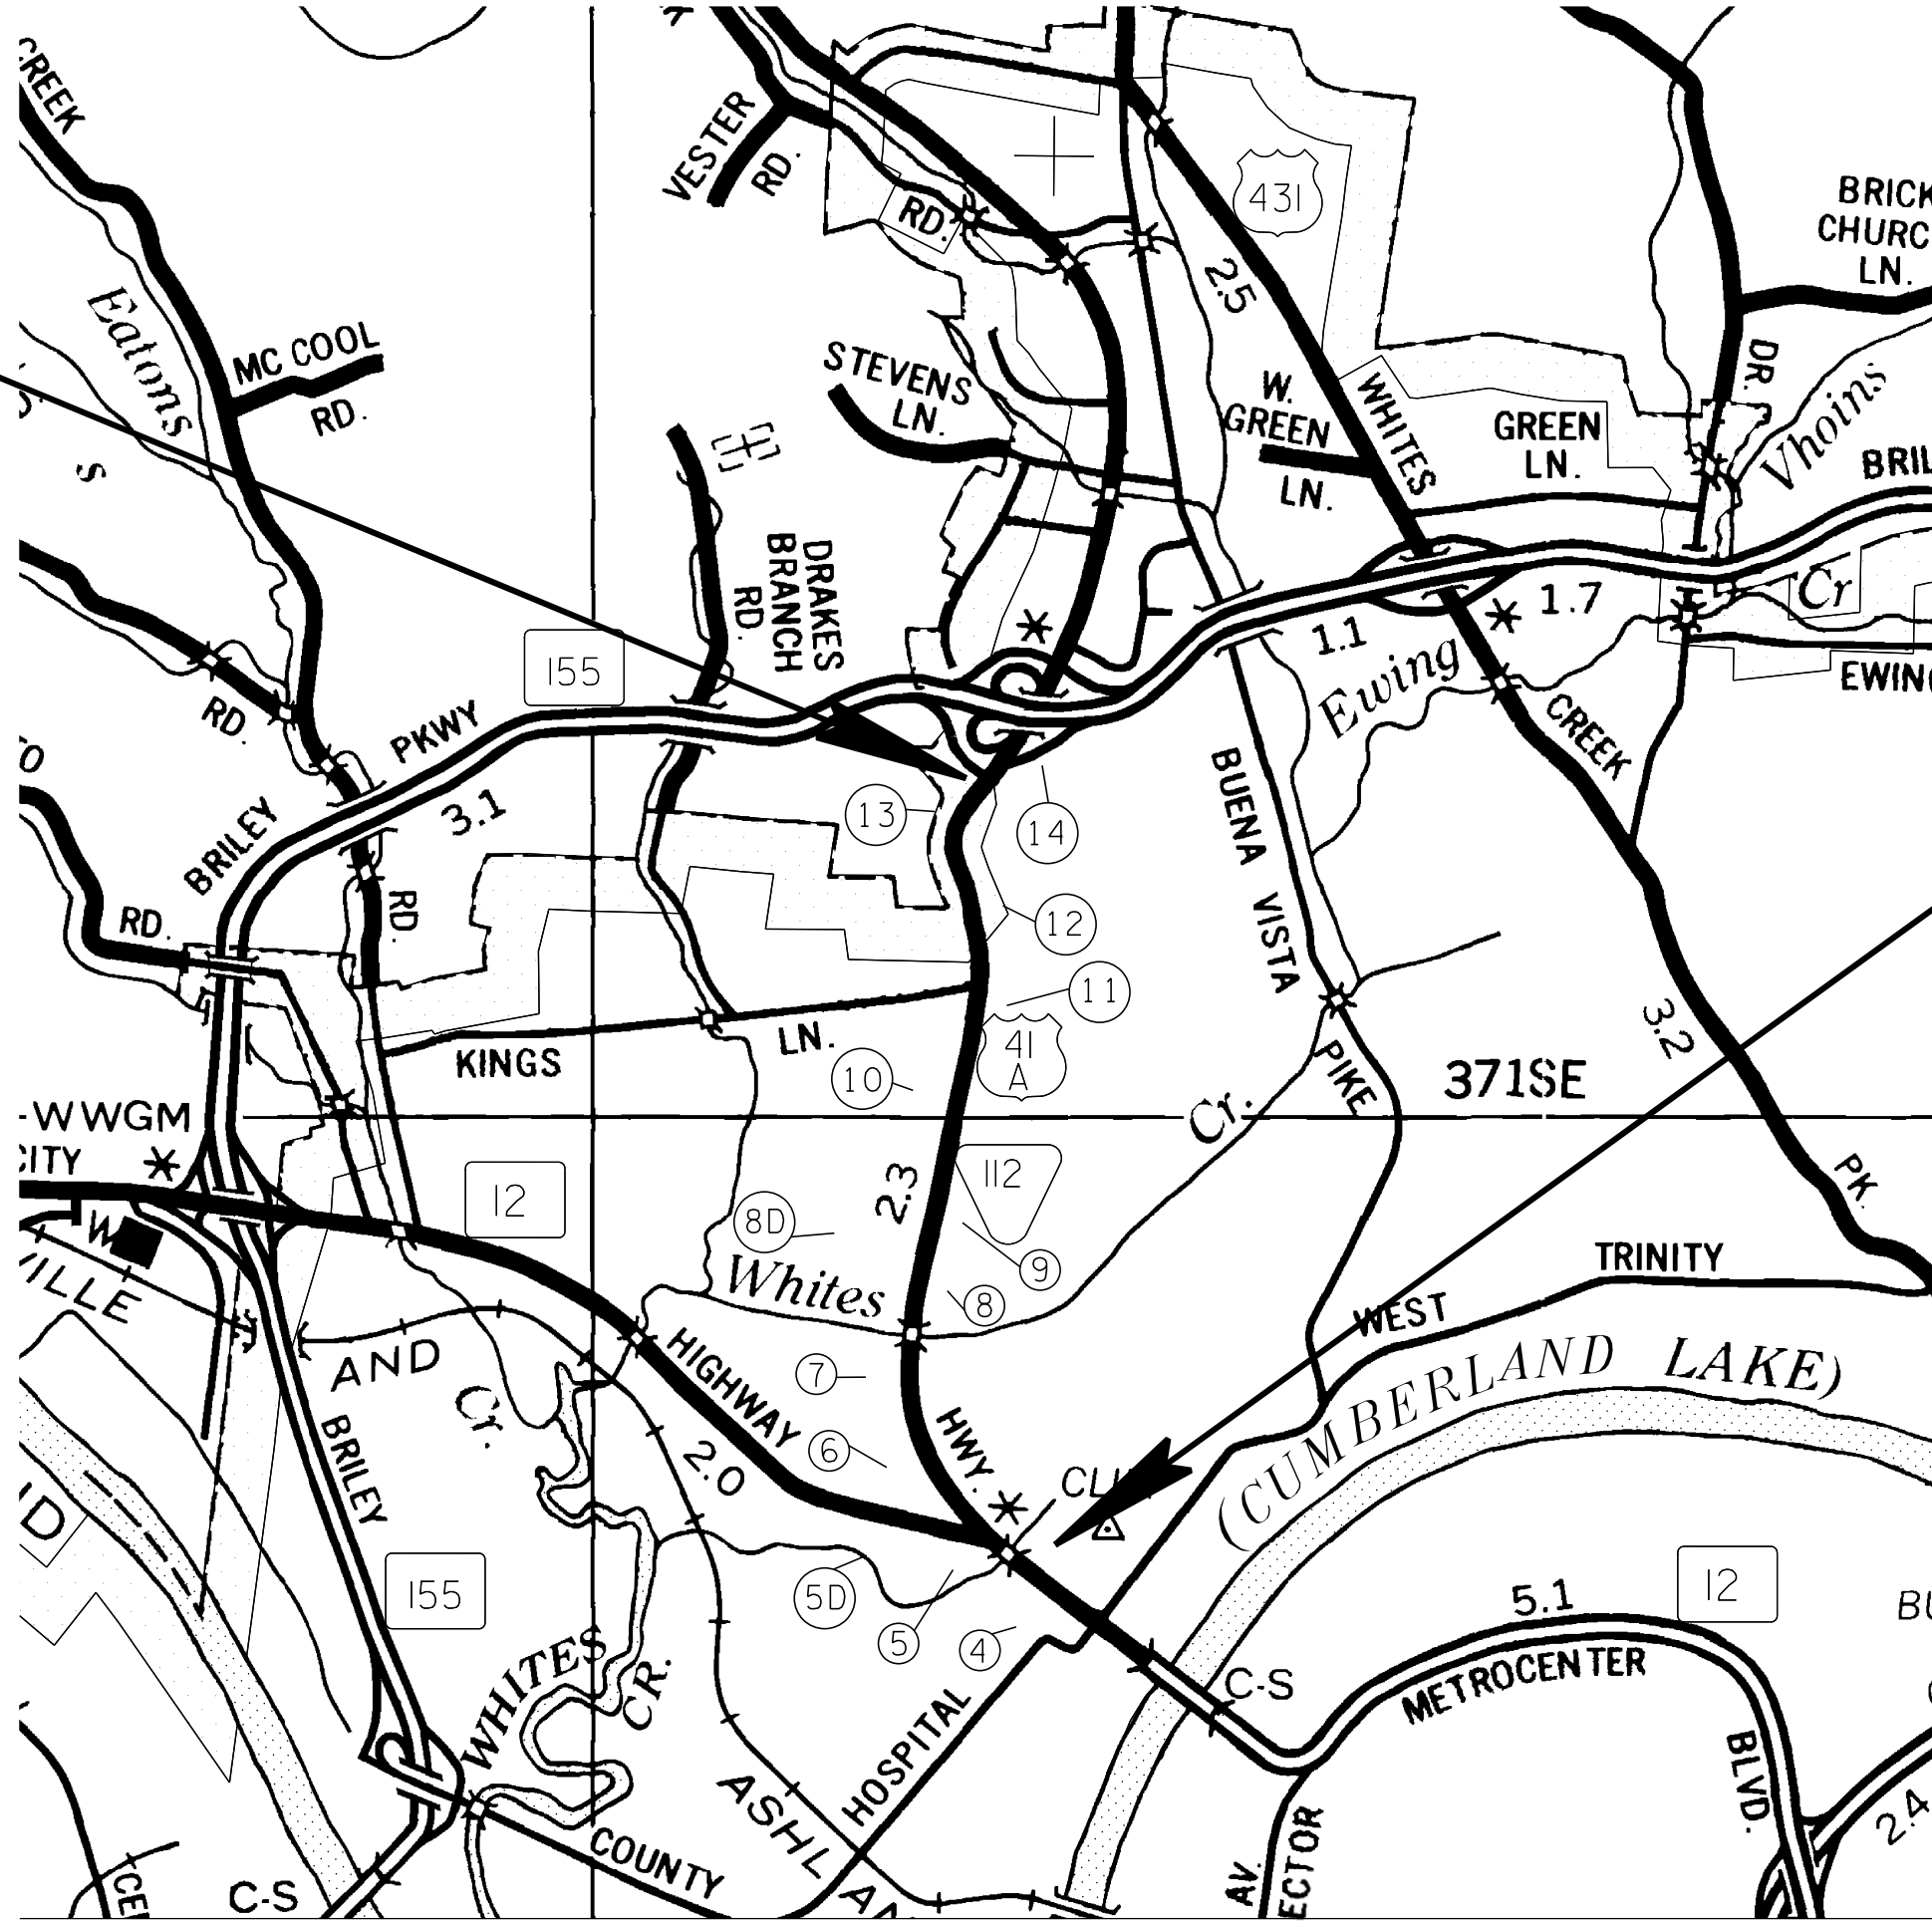 CREEK
VESTER
RD.
RD.
431
BRICK
CHURC
LN.
2.5
Eatons
MC COOL
RD.
STEVENS
LN.
W.
GREEN
LN.
WHITES
GREEN
LN.
DR.
Vhoins
BRIL
S
DRAKES
BRANCH
RD.
155
1.1
1.7
Cr
EWING
Ewing
CREEK
RD.
PKWY
3.1
BRILEY
13
14
BUENA VISTA
PIKE
RD.
RD.
12
11
KINGS
LN.
10
41
A
371SE
3.2
-WWGM
CITY
12
2.3
112
8D
9
8
Cr.
PK.
Whites
TRINITY
WEST
VILLE
AND
Cr.
HIGHWAY
7
6
2.0
HWY.
(CUMBERLAND LAKE)
BRILEY
155
5D
5
4
5.1
12
WHITES
CR.
C-S
METROCENTER
BLVD.
HOSPITAL
ASHL
COUNTY
C-S
AV.
ECTOR
2.4